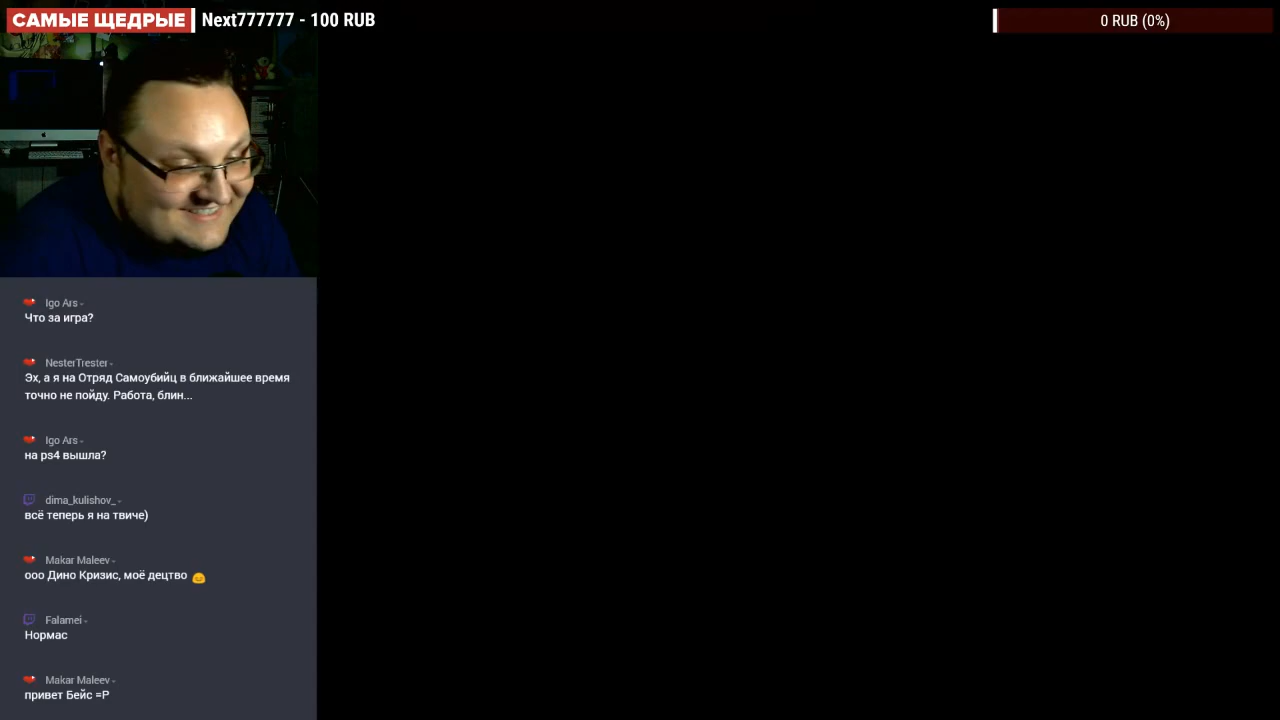 САМЫЕ ЩЕДРЫЕ Next777777 - 100 RUB
0 RUB (0%)
Igo Ars
Что за игра?
NesterTrester
Эх, а я на Отряд Самоубийц в ближайшее время
точно не пойду. Работа, блин...
Igo Ars
на ps4 вышла?
dima_kulishov_
всё теперь я на твиче)
Makar Maleev
ооо Дино Кризис, моё децтво
Falamei
Нормас
Makar Maleev
привет Бейс =P